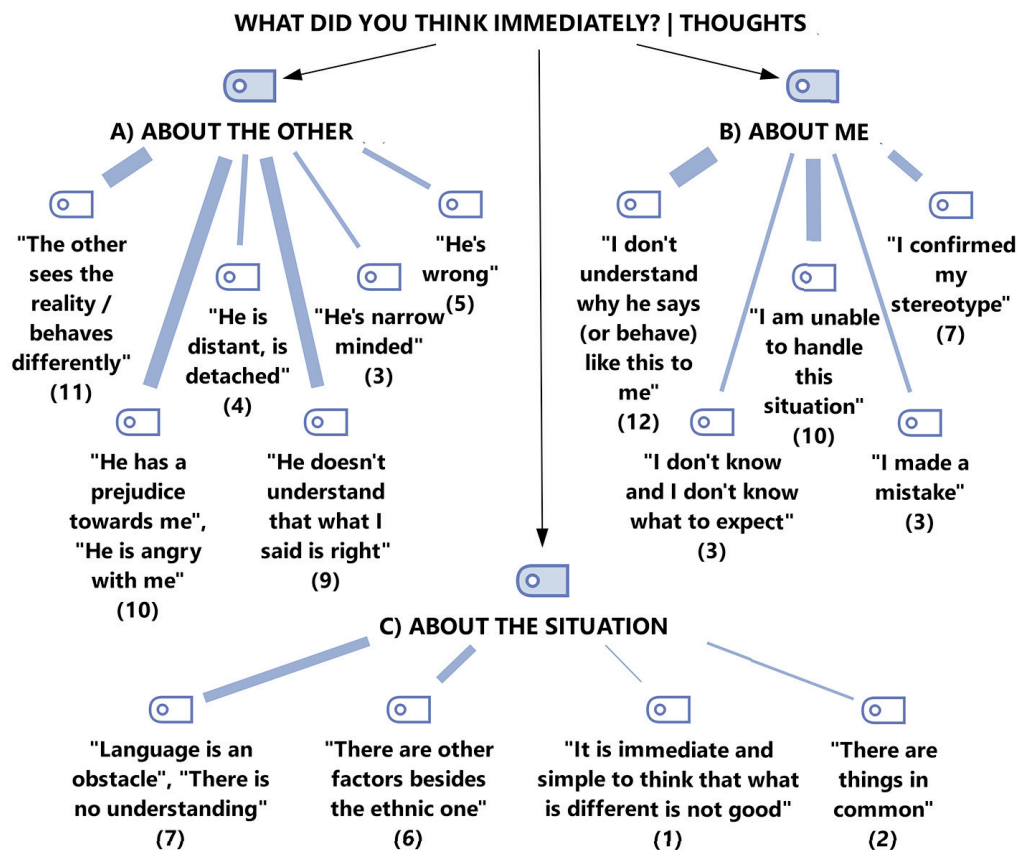 WHAT DID YOU THINK IMMEDIATELY? | THOUGHTS
A) ABOUT THE OTHER
"The other
sees the
reality /
behaves
differently"
(11)
"He has a
prejudice
towards me",
"He is angry
with me"
(10)
"He is
distant, is
detached"
(4)
"He doesn't
understand
that what I
said is right"
(9)
"He's narrow
minded"
(3)
"He's
wrong"
(5)
B) ABOUT ME
"I don't
understand
why he says
(or behave)
like this to
me"
(12)
"I don't know
and I don't know
what to expect"
(3)
"I am unable
to handle
this
situation"
(10)
"I made a
mistake"
(3)
"I confirmed
my
stereotype"
(7)
C) ABOUT THE SITUATION
"Language is an
obstacle", "There is
no understanding"
(7)
"There are other
factors besides
the ethnic one"
(6)
"It is immediate and
simple to think that what
is different is not good"
(1)
"There are
things in
common"
(2)